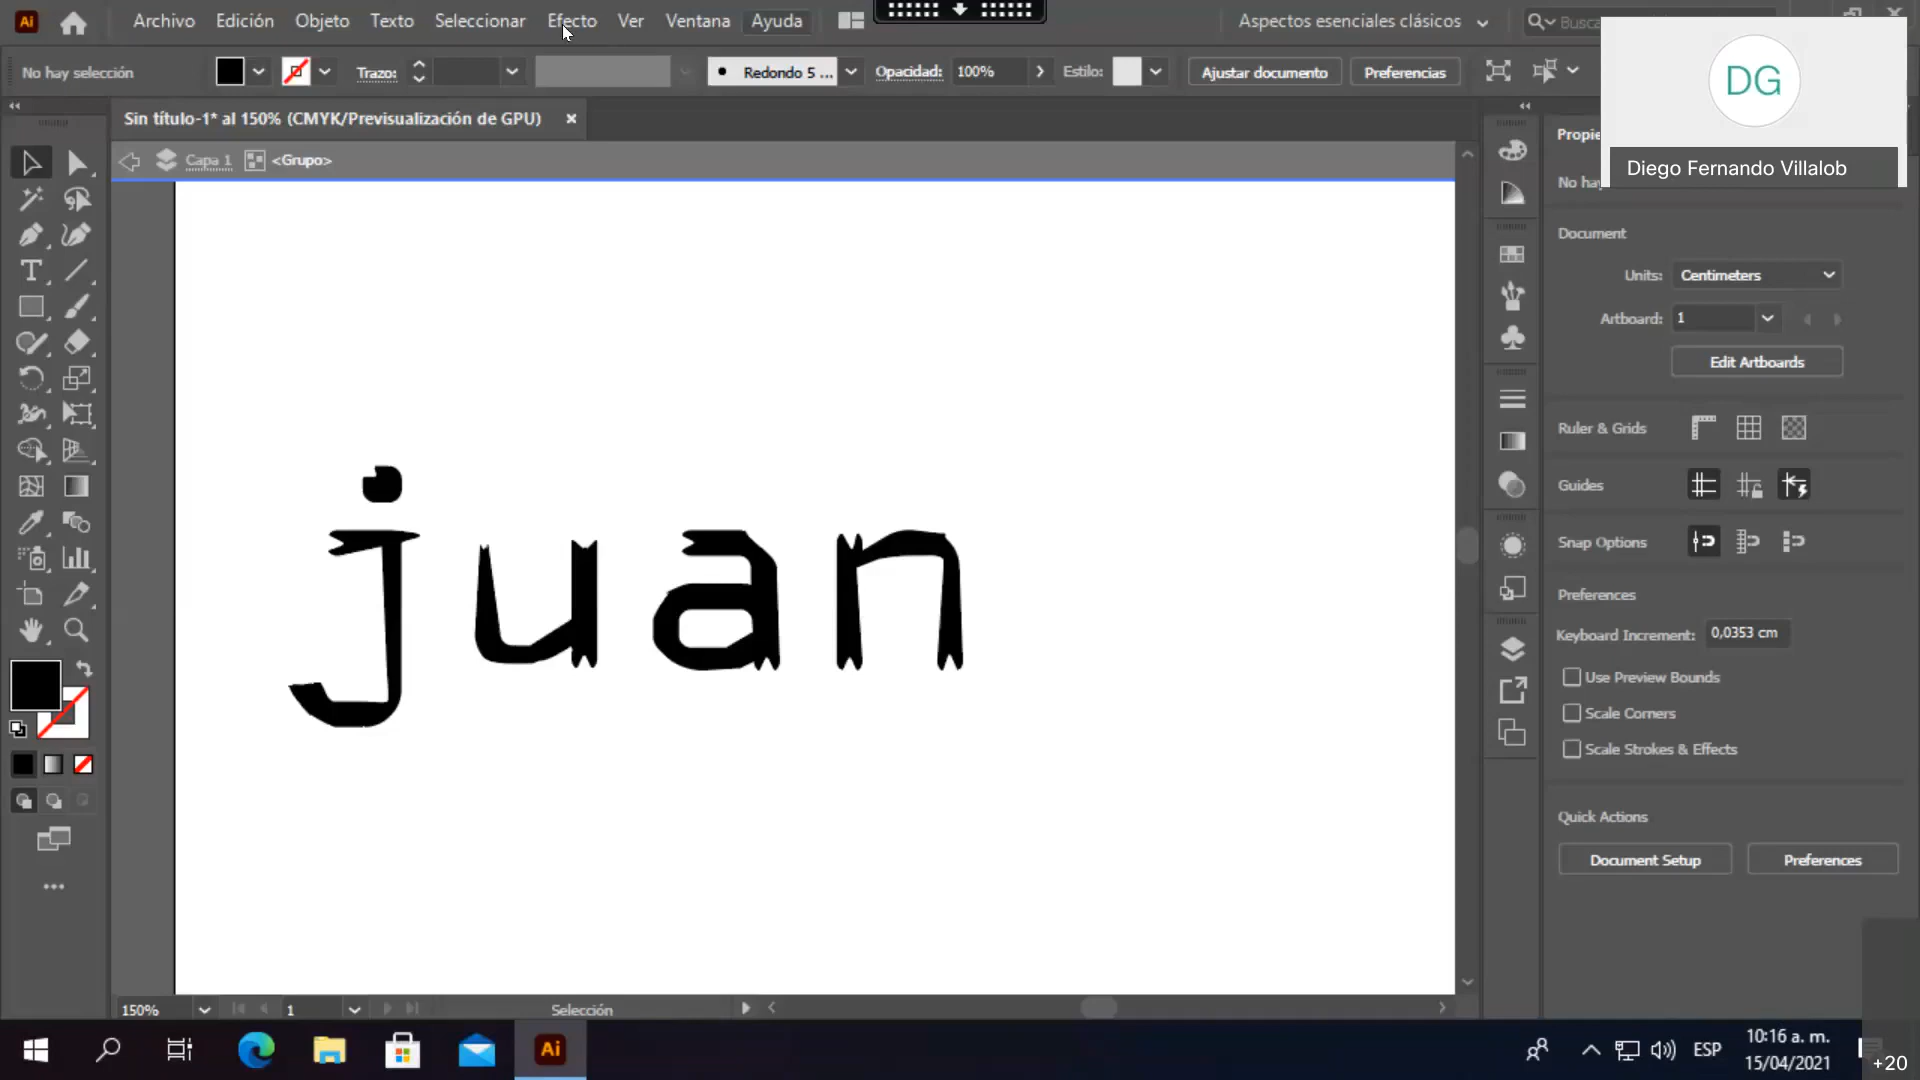 Ai Archivo Edición Objeto Texto Seleccionar Efecto Ver Ventana Ayuda Aspectos esenciales clásicos
No hay selección Trazo: Redondo 5 ... Opacidad: 100% Estilo: Ajustar documento Preferencias
DG
Diego Fernando Villalob
Sin título-1* al 150% (CMYK/Previsualización de GPU) ×
Capa 1 <Grupo>
Document
Units: Centimeters
Artboard: 1
Edit Artboards
Ruler & Grids
Guides
Snap Options
Preferences
Keyboard Increment: 0,0353 cm
Use Preview Bounds
Scale Corners
Scale Strokes & Effects
Quick Actions
Document Setup Preferences
juan
150% 1 Selección
Ai ESP 10:16 a. m.
15/04/2021
+20